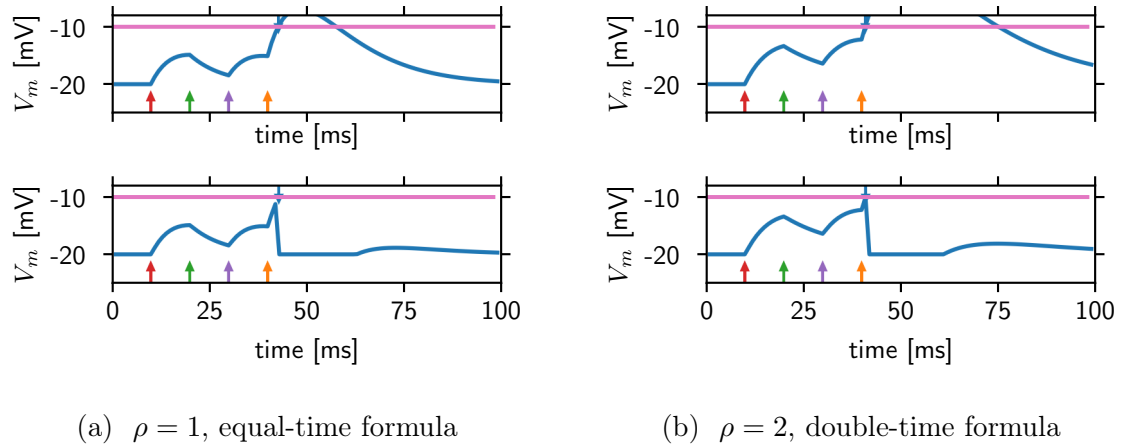 -10
-20
V_m [mV]
time [ms]
-10
-20
V_m [mV]
0 25 50 75 100
time [ms]
(a) ρ = 1, equal-time formula
-10
-20
V_m [mV]
time [ms]
-10
-20
V_m [mV]
0 25 50 75 100
time [ms]
(b) ρ = 2, double-time formula